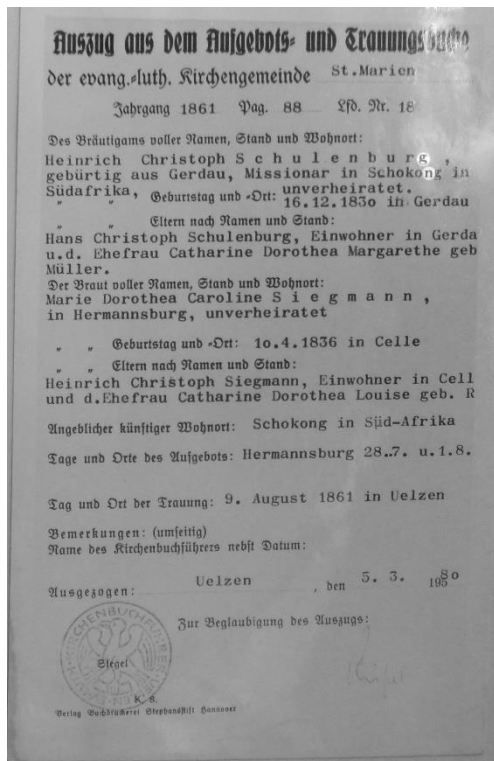 Auszug aus dem Aufgebots- und Trauungsbuche
der evang.-luth. Kirchengemeinde St.Marien
Jahrgang 1861 Pag. 88 Lfd. Nr. 18
Des Bräutigams voller Namen, Stand und Wohnort:
Heinrich Christoph S c h u l e n b u r g ,
gebürtig aus Gerdau, Missionar in Schokong in
Südafrika, unverheiratet.
" " Geburtstag und -Ort: 16.12.183o in Gerdau
" " Eltern nach Namen und Stand:
Hans Christoph Schulenburg, Einwohner in Gerda
u.d. Ehefrau Catharine Dorothea Margarethe geb
Müller.
Der Braut voller Namen, Stand und Wohnort:
Marie Dorothea Caroline S i e g m a n n ,
in Hermannsburg, unverheiratet
" " Geburtstag und -Ort: 1o.4.1836 in Celle
" " Eltern nach Namen und Stand:
Heinrich Christoph Siegmann, Einwohner in Cell
und d.Ehefrau Catharine Dorothea Louise geb. R
Angeblicher künftiger Wohnort: Schokong in Süd-Afrika
Tage und Orte des Aufgebots: Hermannsburg 28..7. u.1.8.
Tag und Ort der Trauung: 9. August 1861 in Uelzen
Bemerkungen: (umseitig)
Name des Kirchenbuchführers nebst Datum:
Ausgezogen: Uelzen , den 5. 3. 19580
Zur Beglaubigung des Auszugs:
KIRCHENBUCHFÜHRER
Siegel
K. 8.
Verlag Buchdruckerei Stephansstift Hannover